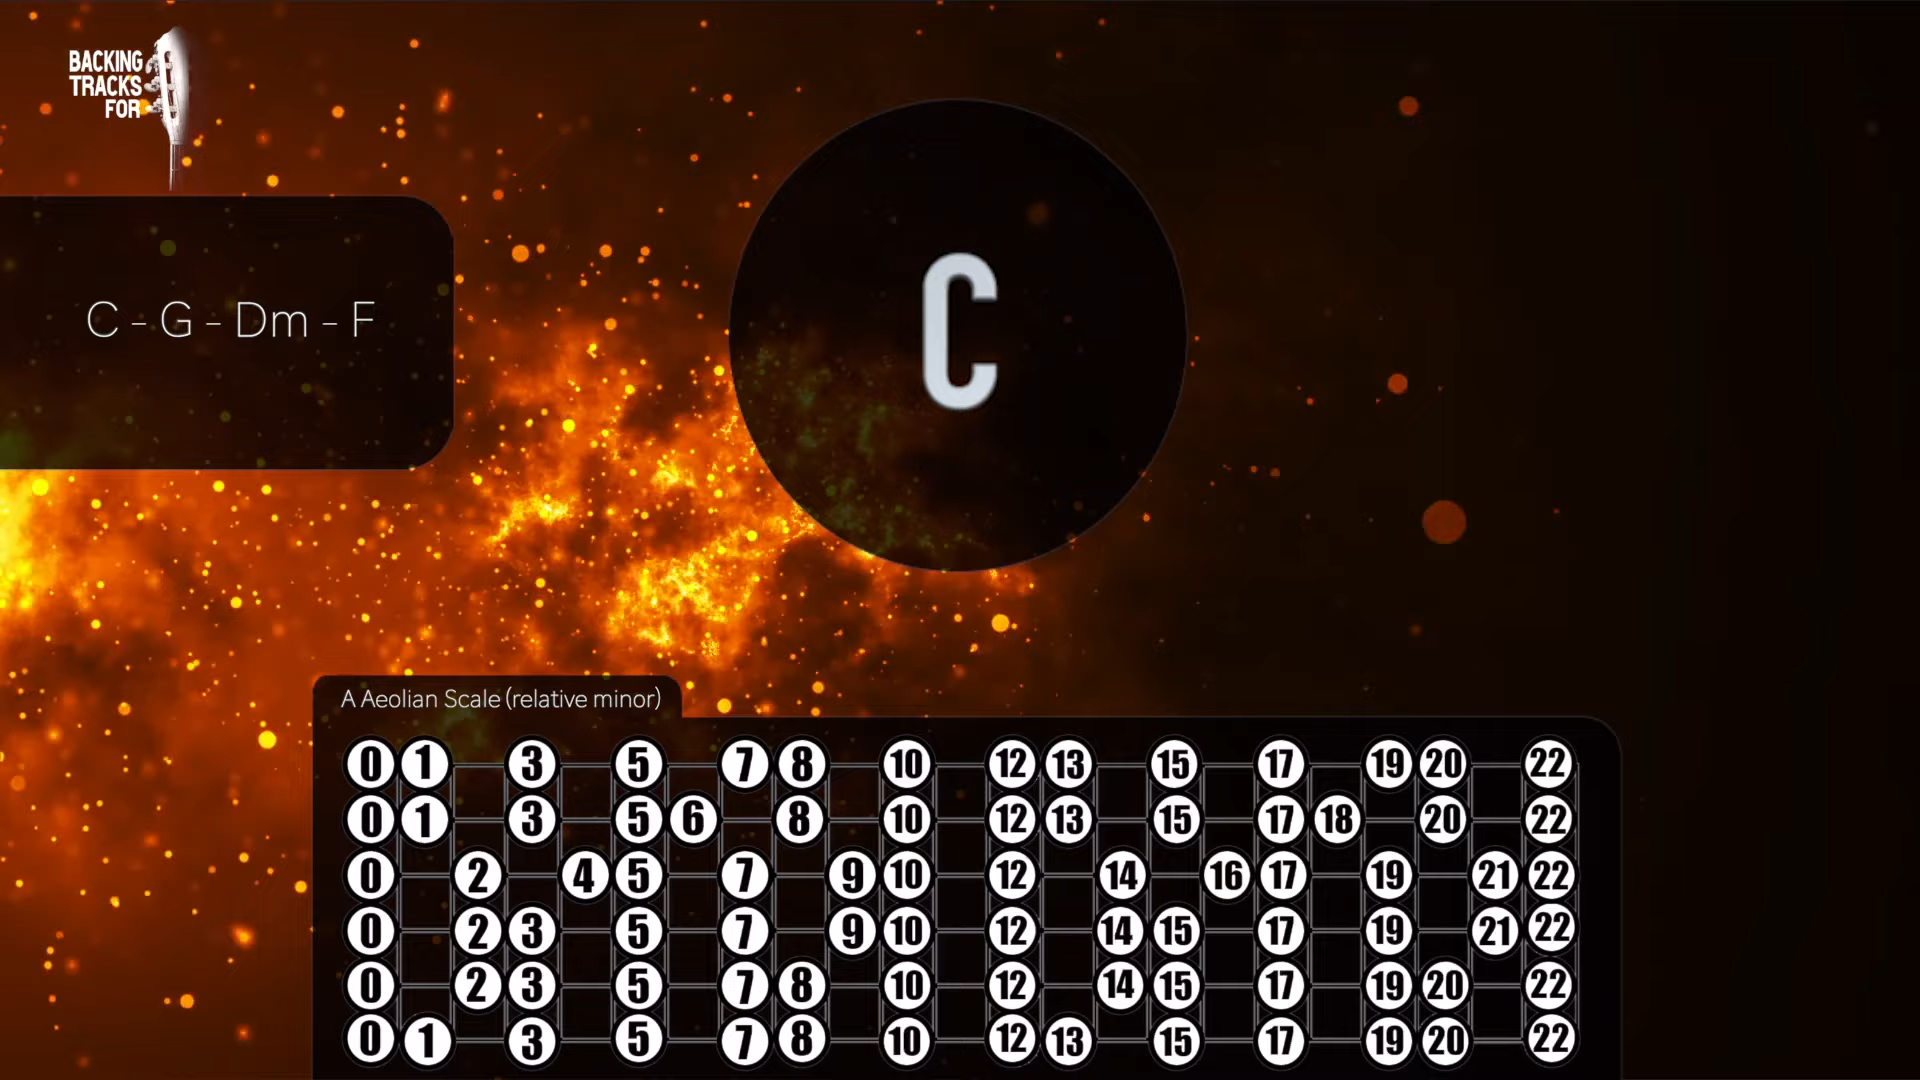 BACKING
TRACKS
FOR
C
C - G - Dm - F
A Aeolian Scale (relative minor)
0 1 3 5 7 8 10 12 13 15 17 19 20 22
0 1 3 5 6 8 10 12 13 15 17 18 20 22
0 2 4 5 7 9 10 12 14 16 17 19 21 22
0 2 3 5 7 9 10 12 14 15 17 19 21 22
0 2 3 5 7 8 10 12 14 15 17 19 20 22
0 1 3 5 7 8 10 12 13 15 17 19 20 22